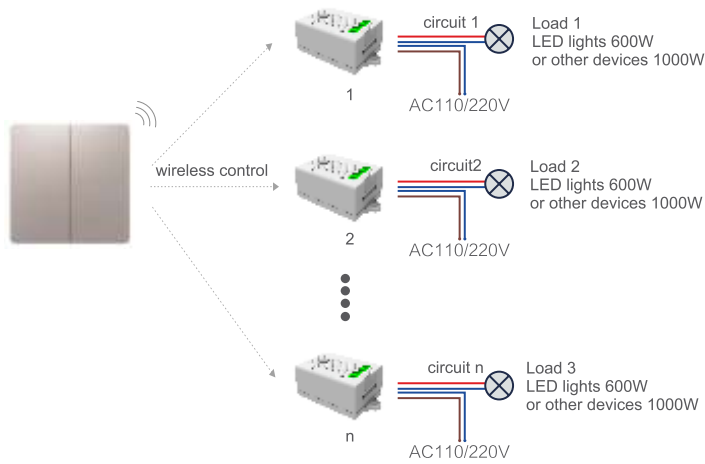 circuit 1
Load 1
LED lights 600W
or other devices 1000W
1
AC110/220V
wireless control
circuit2
Load 2
LED lights 600W
or other devices 1000W
2
AC110/220V
circuit n
Load 3
LED lights 600W
or other devices 1000W
n
AC110/220V